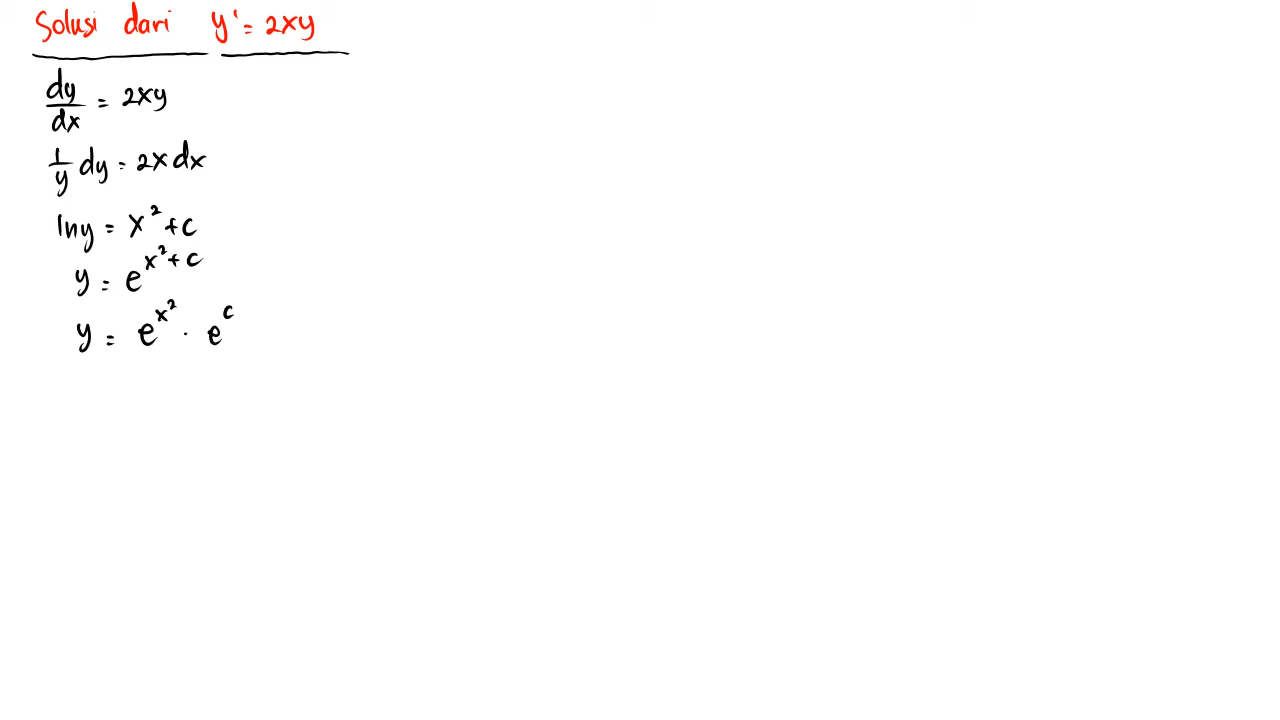 Solusi dari y' = 2xy
dy/dx = 2xy
1/y dy = 2x dx
ln y = x² + c
y = e^(x² + c)
y = e^(x²) · e^c